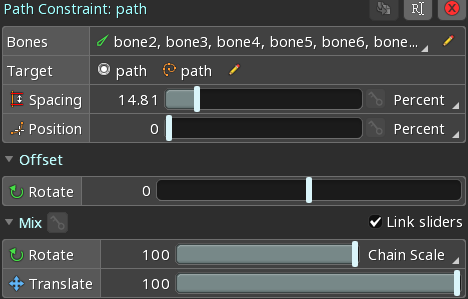 Path Constraint: path
Bones bone2, bone3, bone4, bone5, bone6, bone...
Target path path
Spacing 14.81 Percent
Position 0 Percent
Offset
Rotate 0
Mix Link sliders
Rotate 100 Chain Scale
Translate 100